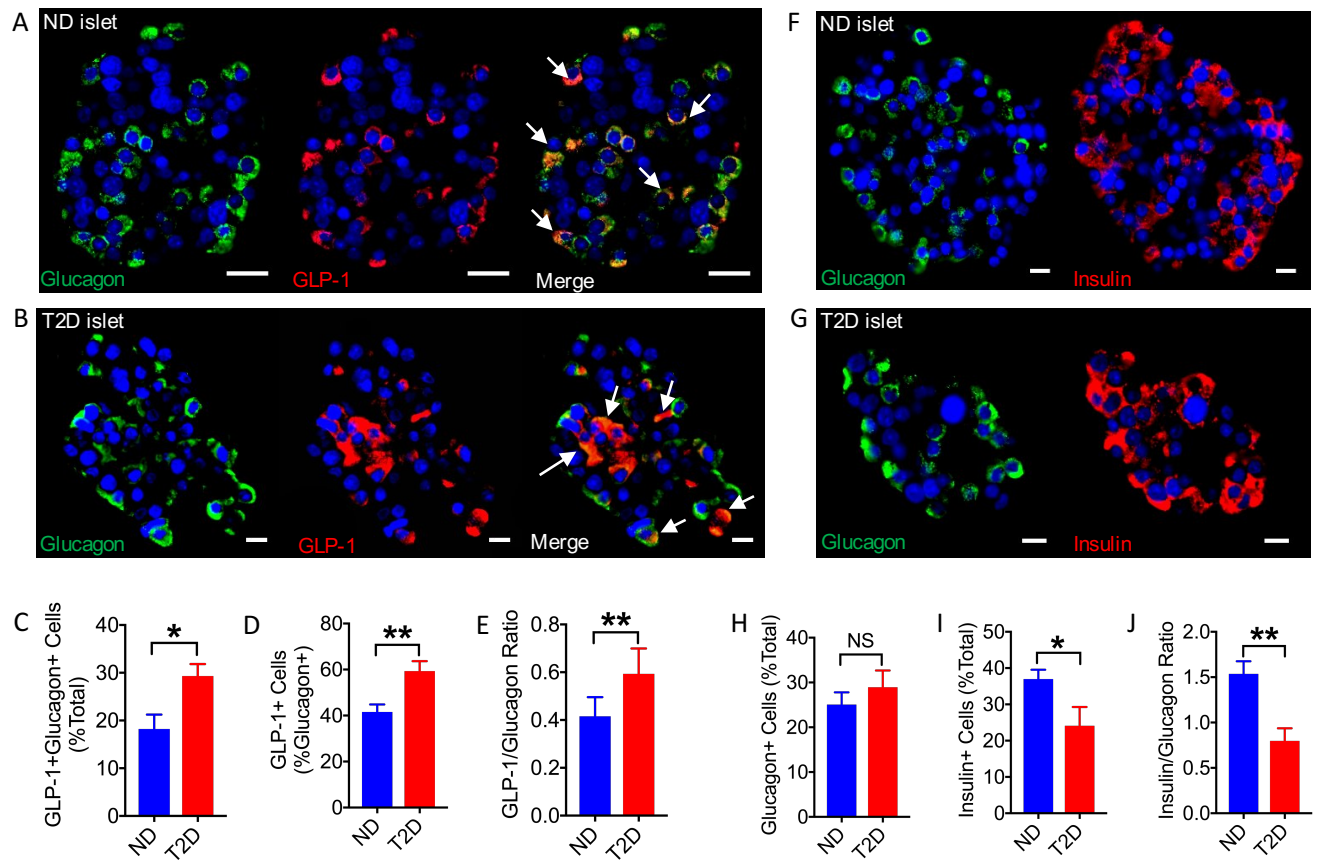 A
ND islet
Glucagon
GLP-1
Merge
B
T2D islet
Glucagon
GLP-1
Merge
F
ND islet
Glucagon
Insulin
G
T2D islet
Glucagon
Insulin
C
GLP-1+Glucagon+ Cells
(%Total)
40
30
20
10
0
*
ND
T2D
D
GLP-1+ Cells
(%Glucagon+)
80
60
40
20
0
**
ND
T2D
E
GLP-1/Glucagon Ratio
0.8
0.6
0.4
0.2
0.0
**
ND
T2D
H
Glucagon+ Cells (%Total)
40
30
20
10
0
NS
ND
T2D
I
Insulin+ Cells (%Total)
50
40
30
20
10
0
*
ND
T2D
J
Insulin/Glucagon Ratio
2.0
1.5
1.0
0.5
0.0
**
ND
T2D